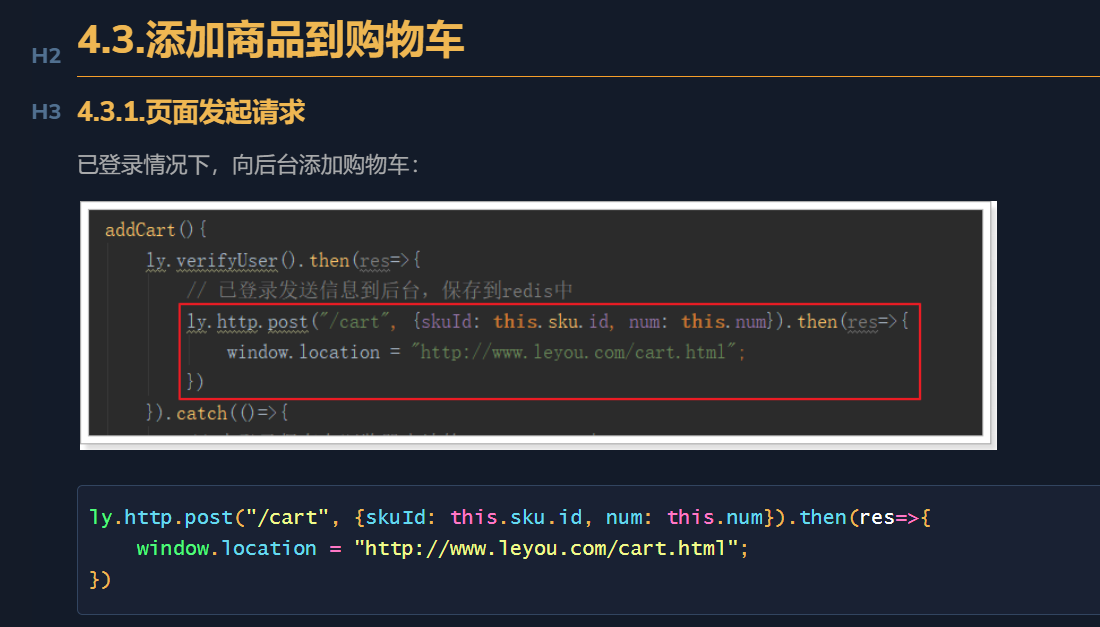 H2 4.3.添加商品到购物车
H3 4.3.1.页面发起请求
已登录情况下，向后台添加购物车：
addCart(){
ly.verifyUser().then(res=>{
// 已登录发送信息到后台，保存到redis中
ly.http.post("/cart", {skuId: this.sku.id, num: this.num}).then(res=>{
window.location = "http://www.leyou.com/cart.html";
})
}).catch(()=>{
ly.http.post("/cart", {skuId: this.sku.id, num: this.num}).then(res=>{
window.location = "http://www.leyou.com/cart.html";
})